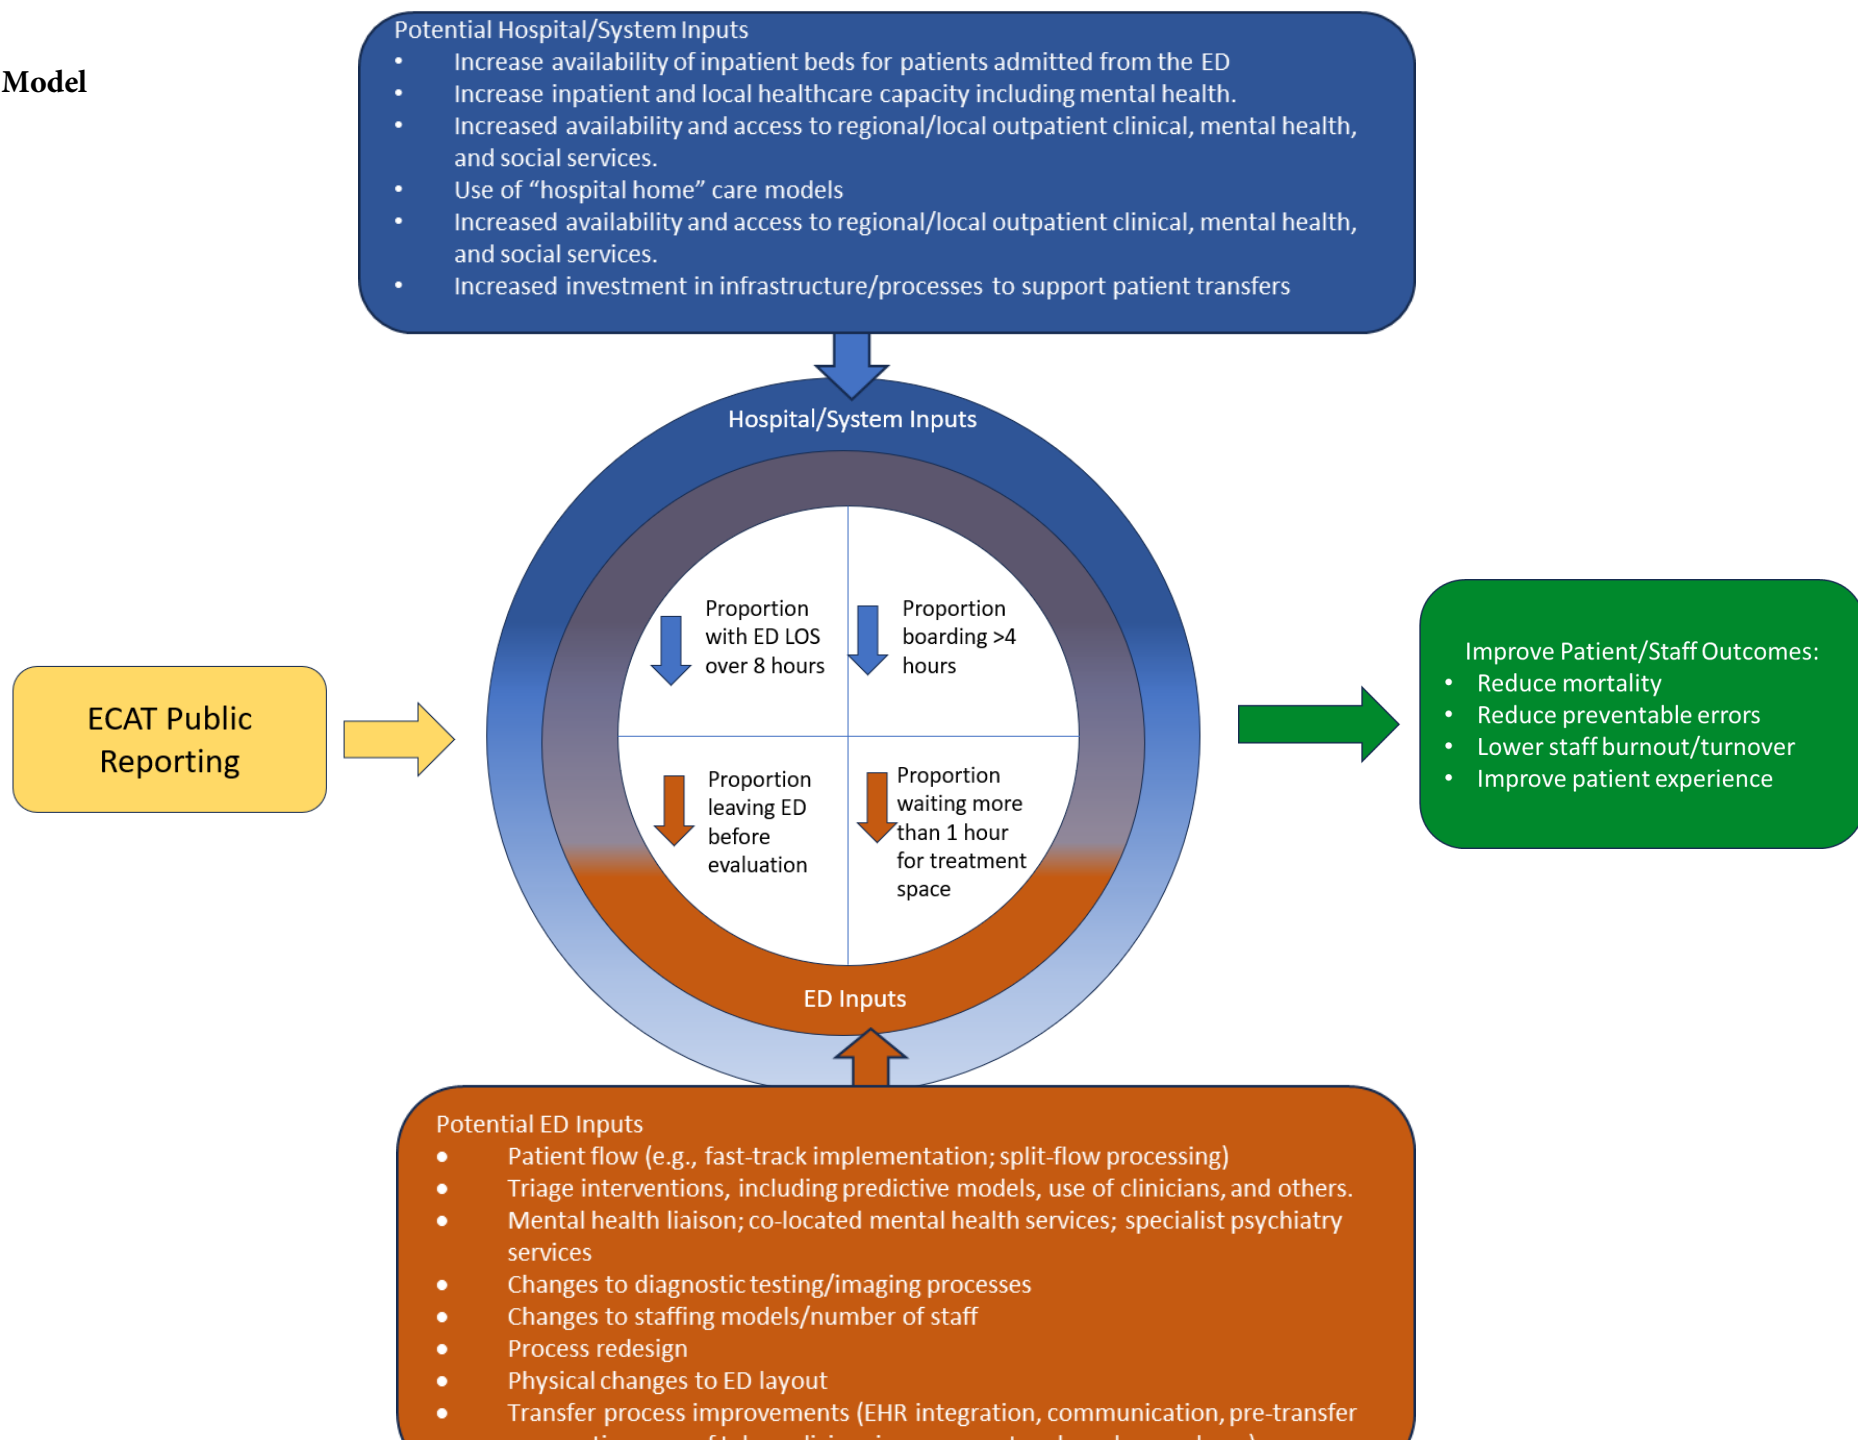 Model
Potential Hospital/System Inputs
• Increase availability of inpatient beds for patients admitted from the ED
• Increase inpatient and local healthcare capacity including mental health.
• Increased availability and access to regional/local outpatient clinical, mental health,
and social services.
• Use of “hospital home” care models
• Increased availability and access to regional/local outpatient clinical, mental health,
and social services.
• Increased investment in infrastructure/processes to support patient transfers
Hospital/System Inputs
Proportion
with ED LOS
over 8 hours
Proportion
boarding >4
hours
Proportion
leaving ED
before
evaluation
Proportion
waiting more
than 1 hour
for treatment
space
ED Inputs
ECAT Public
Reporting
Improve Patient/Staff Outcomes:
• Reduce mortality
• Reduce preventable errors
• Lower staff burnout/turnover
• Improve patient experience
Potential ED Inputs
• Patient flow (e.g., fast-track implementation; split-flow processing)
• Triage interventions, including predictive models, use of clinicians, and others.
• Mental health liaison; co-located mental health services; specialist psychiatry
services
• Changes to diagnostic testing/imaging processes
• Changes to staffing models/number of staff
• Process redesign
• Physical changes to ED layout
• Transfer process improvements (EHR integration, communication, pre-transfer